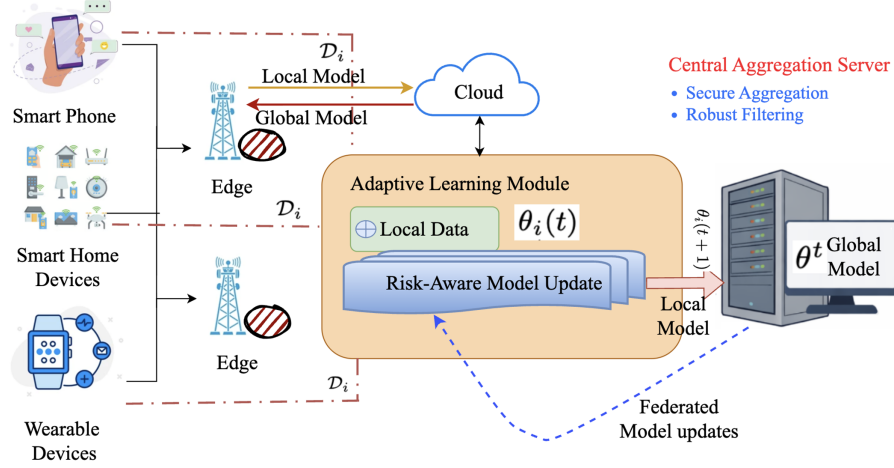 Smart Phone
Smart Home
Devices
Wearable
Devices
𝒟ᵢ
Local Model
Global Model
Edge
Cloud
𝒟ᵢ
Edge
𝒟ᵢ
Adaptive Learning Module
Local Data
θᵢ(t)
Risk-Aware Model Update
θᵢ(t+1)
Local
Model
Central Aggregation Server
• Secure Aggregation
• Robust Filtering
θᵗ Global
Model
Federated
Model updates